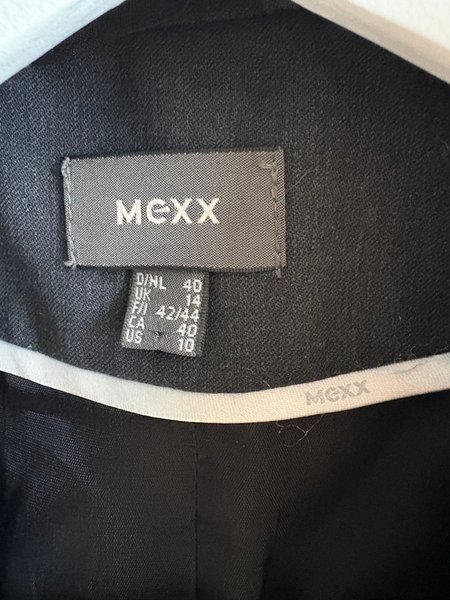 Mexx
D/NL 40
UK 14
F/I 42/44
CA 40
US 10
Mexx